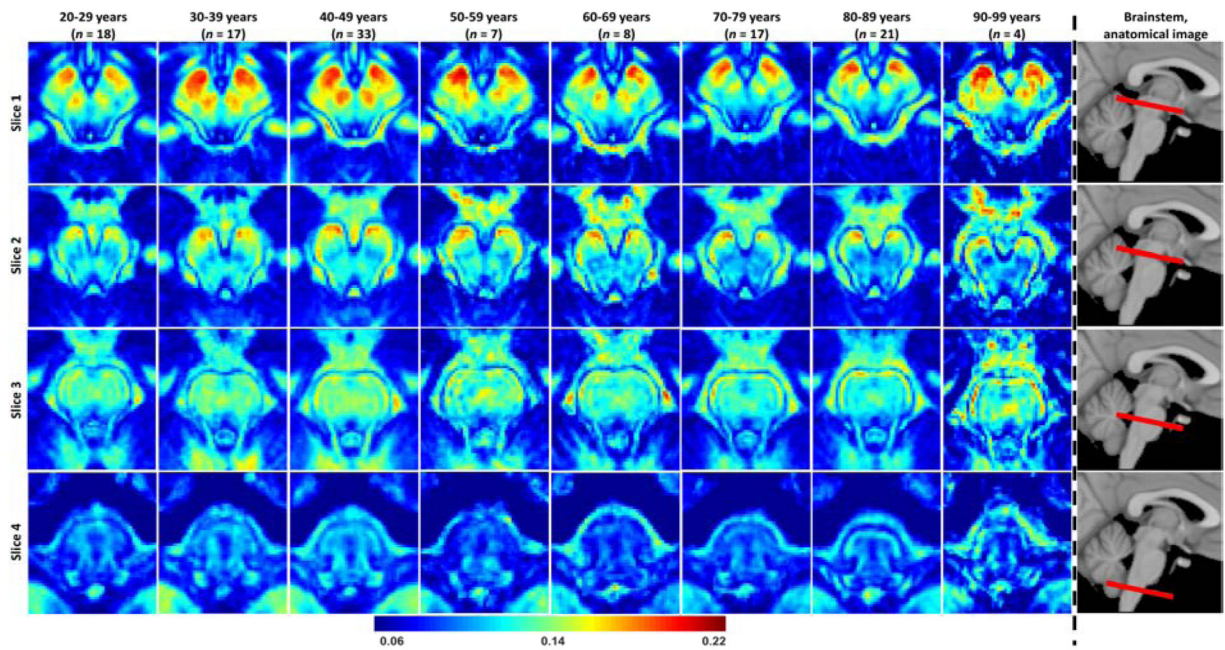 20-29 years 30-39 years 40-49 years 50-59 years 60-69 years 70-79 years 80-89 years 90-99 years Brainstem,
(n = 18) (n = 17) (n = 33) (n = 7) (n = 8) (n = 17) (n = 21) (n = 4) anatomical image
Slice 1
Slice 2
Slice 3
Slice 4
0.06 0.14 0.22